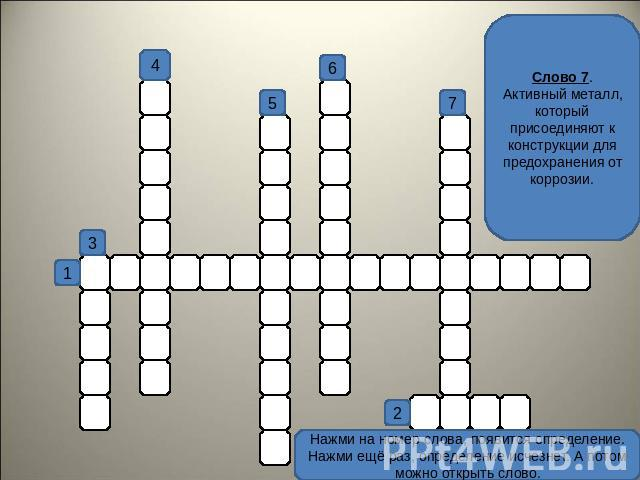 4
6
5
7
3
1
2
Слово 7.
Активный металл,
который
присоединяют к
конструкции для
предохранения от
коррозии.
Нажми на номер слова, появится определение.
Нажми ещё раз, определение исчезнет. А потом
можно открыть слово.
PPt4WEB.ru